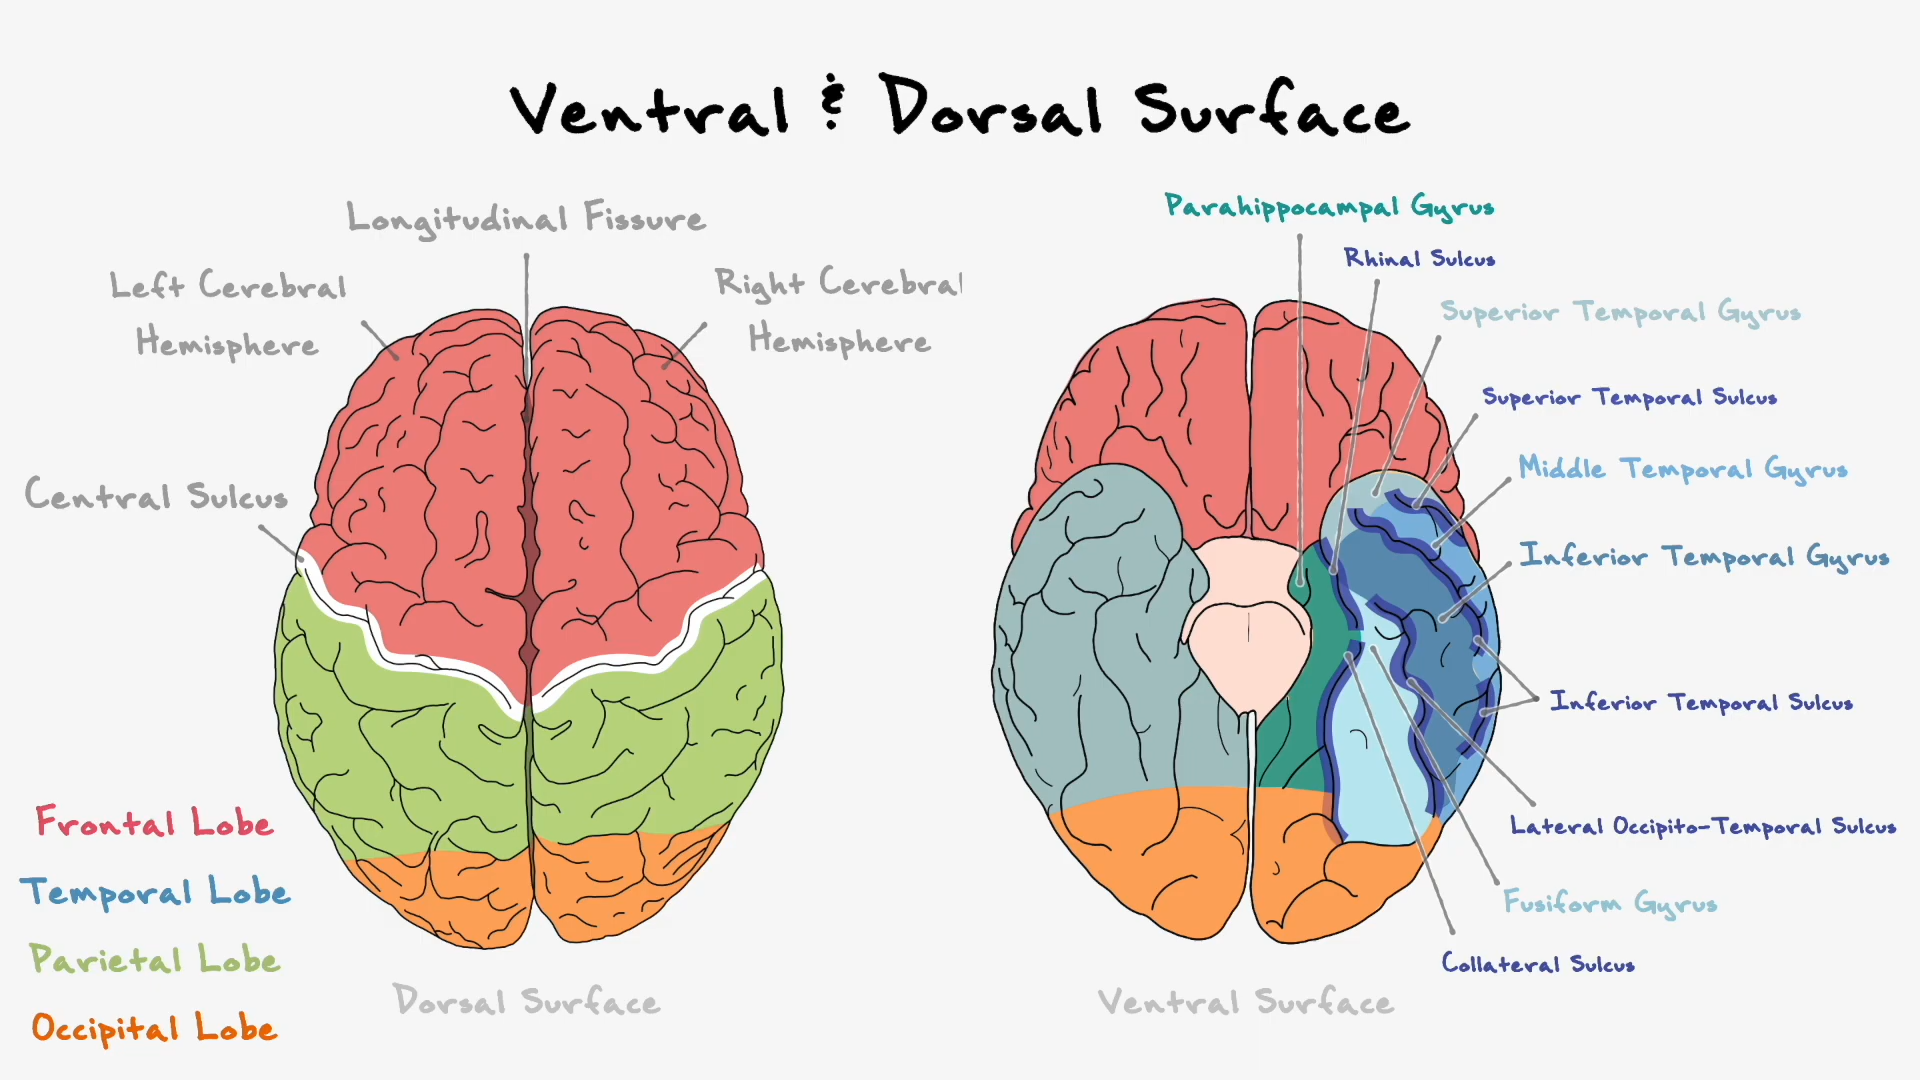 Ventral & Dorsal Surface
Longitudinal Fissure
Left Cerebral
Hemisphere
Right Cerebral
Hemisphere
Central Sulcus
Frontal Lobe
Temporal Lobe
Parietal Lobe
Occipital Lobe
Dorsal Surface
Parahippocampal Gyrus
Rhinal Sulcus
Superior Temporal Gyrus
Superior Temporal Sulcus
Middle Temporal Gyrus
Inferior Temporal Gyrus
Inferior Temporal Sulcus
Lateral Occipito-Temporal Sulcus
Fusiform Gyrus
Collateral Sulcus
Ventral Surface